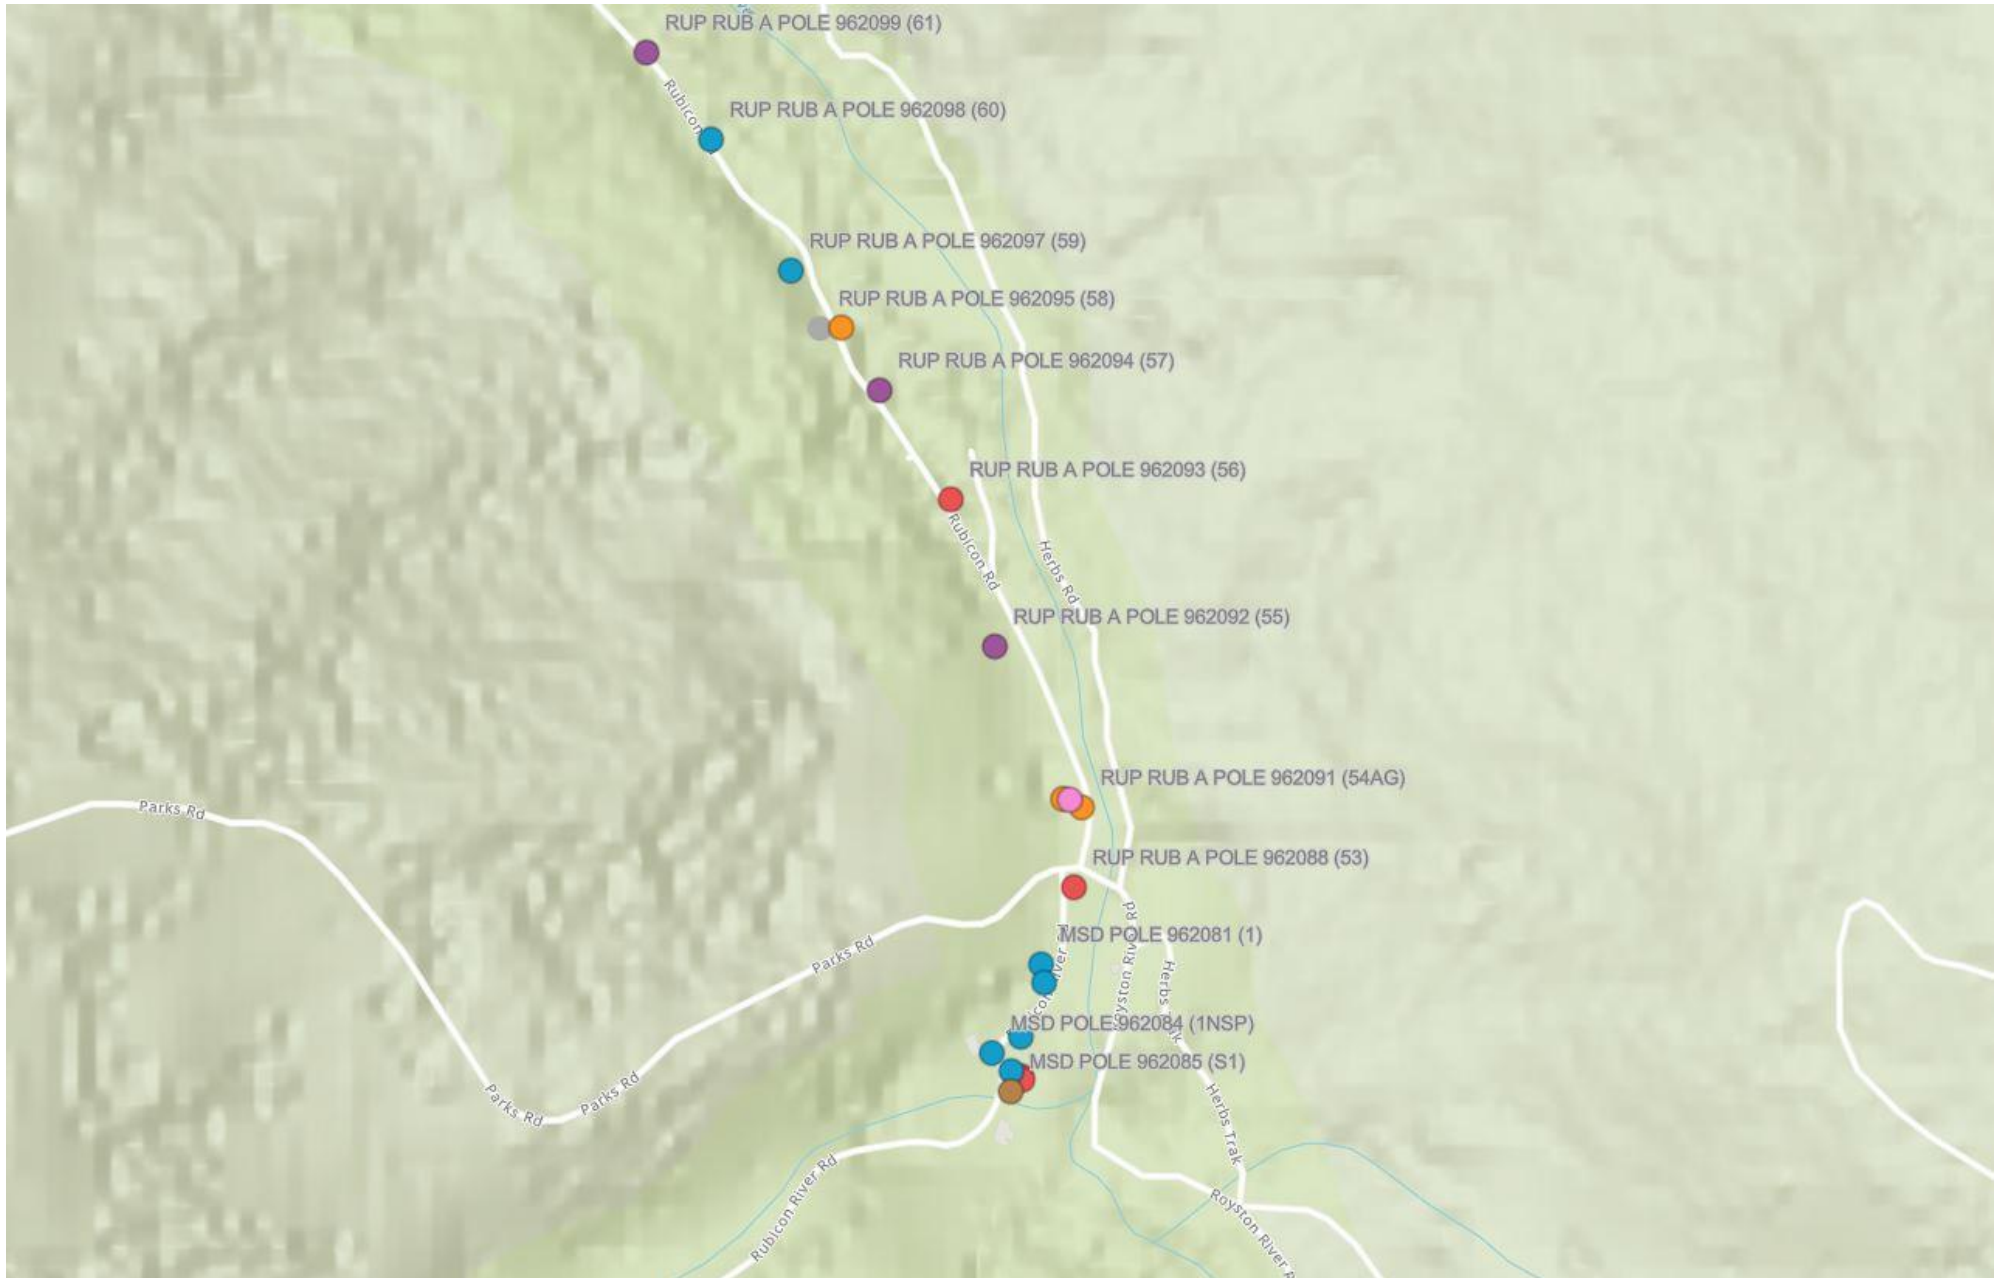 RUP RUB A POLE 962099 (61)
Rubicon
RUP RUB A POLE 962098 (60)
RUP RUB A POLE 962097 (59)
RUP RUB A POLE 962095 (58)
RUP RUB A POLE 962094 (57)
RUP RUB A POLE 962093 (56)
Rubicon Rd
Herbs Rd
RUP RUB A POLE 962092 (55)
RUP RUB A POLE 962091 (54AG)
Parks Rd
RUP RUB A POLE 962088 (53)
MSD POLE 962081 (1)
Parks Rd
Herbs
MSD POLE 962084 (1NSP)
MSD POLE 962085 (S1)
Parks Rd
Parks Rd
Herbs Trak
Rubicon River Rd
Royston River